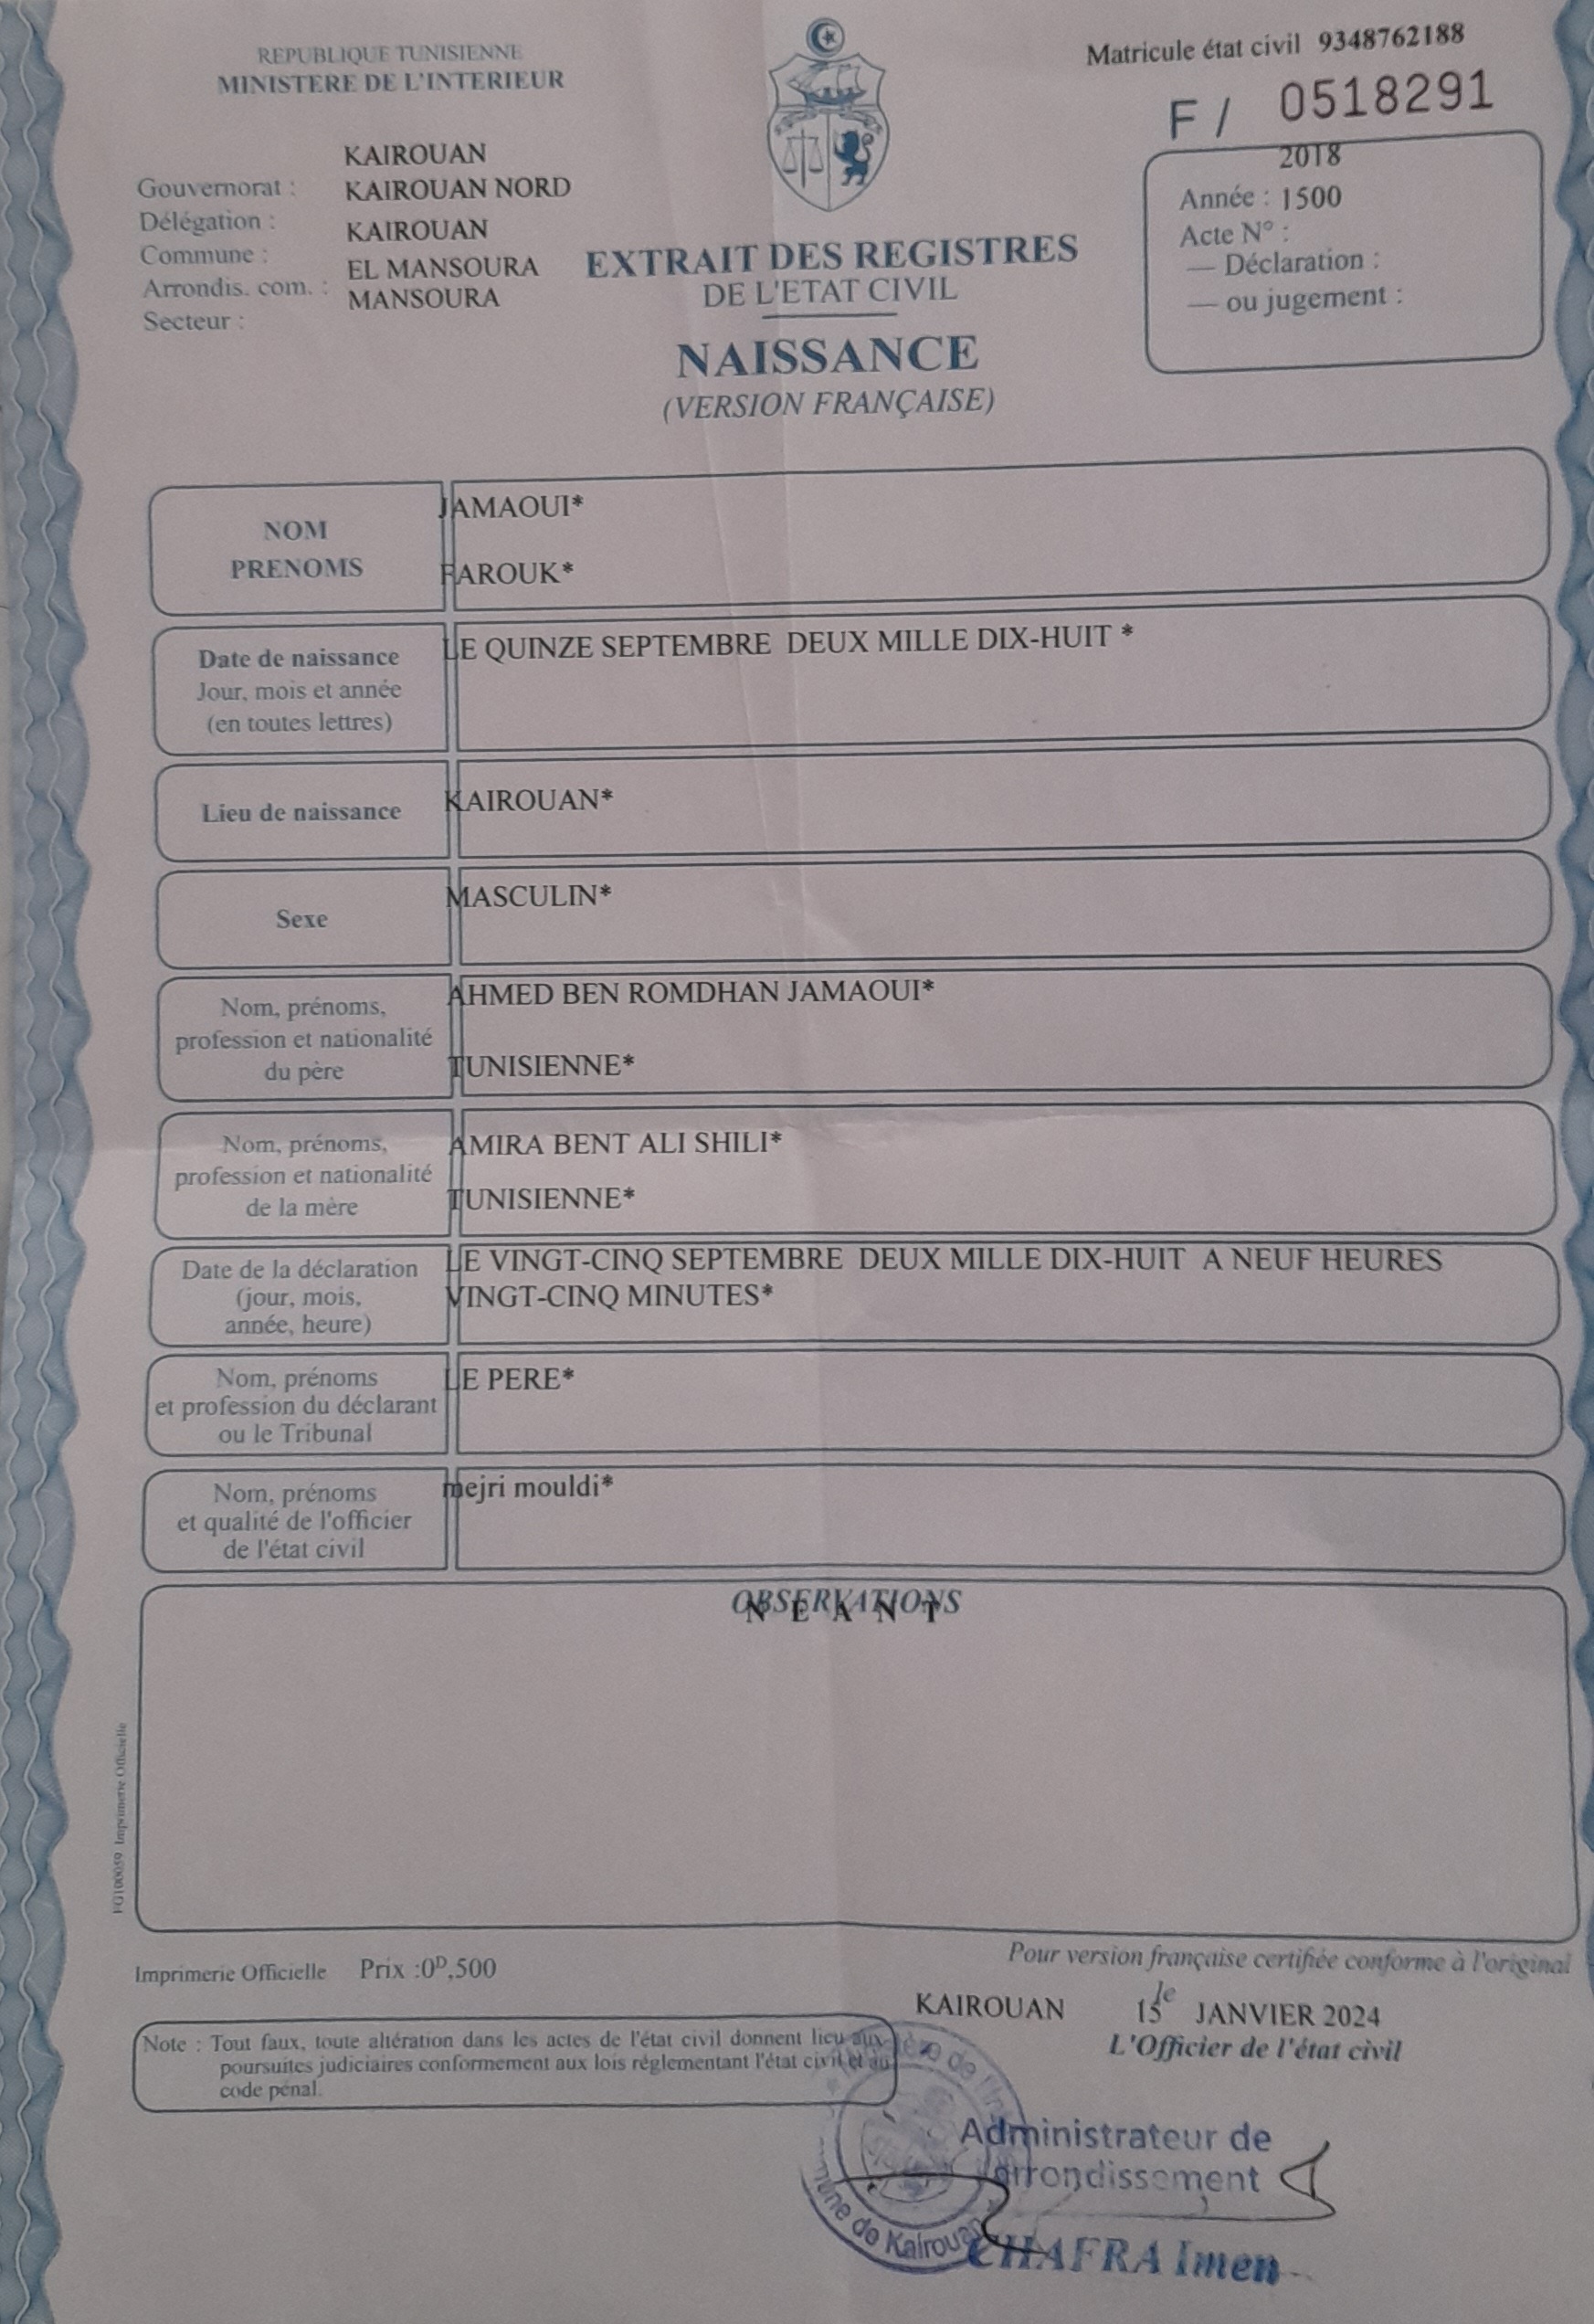 REPUBLIQUE TUNISIENNE
MINISTERE DE L'INTERIEUR
Matricule état civil 9348762188
F / 0518291
KAIROUAN
Gouvernorat : KAIROUAN NORD
Délégation : KAIROUAN
Commune : EL MANSOURA
Arrondis. com. : MANSOURA
Secteur :
2018
Année : 1500
Acte N° :
— Déclaration :
— ou jugement :
EXTRAIT DES REGISTRES
DE L'ETAT CIVIL
NAISSANCE
(VERSION FRANÇAISE)
NOM JAMAOUI*
PRENOMS FAROUK*
Date de naissance
Jour, mois et année
(en toutes lettres)
LE QUINZE SEPTEMBRE DEUX MILLE DIX-HUIT *
Lieu de naissance KAIROUAN*
Sexe MASCULIN*
Nom, prénoms,
profession et nationalité
du père
AHMED BEN ROMDHAN JAMAOUI*
TUNISIENNE*
Nom, prénoms,
profession et nationalité
de la mère
AMIRA BENT ALI SHILI*
TUNISIENNE*
Date de la déclaration
(jour, mois,
année, heure)
LE VINGT-CINQ SEPTEMBRE DEUX MILLE DIX-HUIT A NEUF HEURES
VINGT-CINQ MINUTES*
Nom, prénoms
et profession du déclarant
ou le Tribunal
LE PERE*
Nom, prénoms
et qualité de l'officier
de l'état civil
mejri mouldi*
OBSERVATIONS
N E A N T
FG100059 Imprimerie Officielle
Imprimerie Officielle Prix :0D,500
Pour version française certifiée conforme à l'original
KAIROUAN le 15 JANVIER 2024
L'Officier de l'état civil
Note : Tout faux, toute altération dans les actes de l'état civil donnent lieu aux
poursuites judiciaires conformement aux lois réglementant l'état civil et au
code pénal.
Administrateur de
arrondissement
CHAFRA Imen
de Kairouan